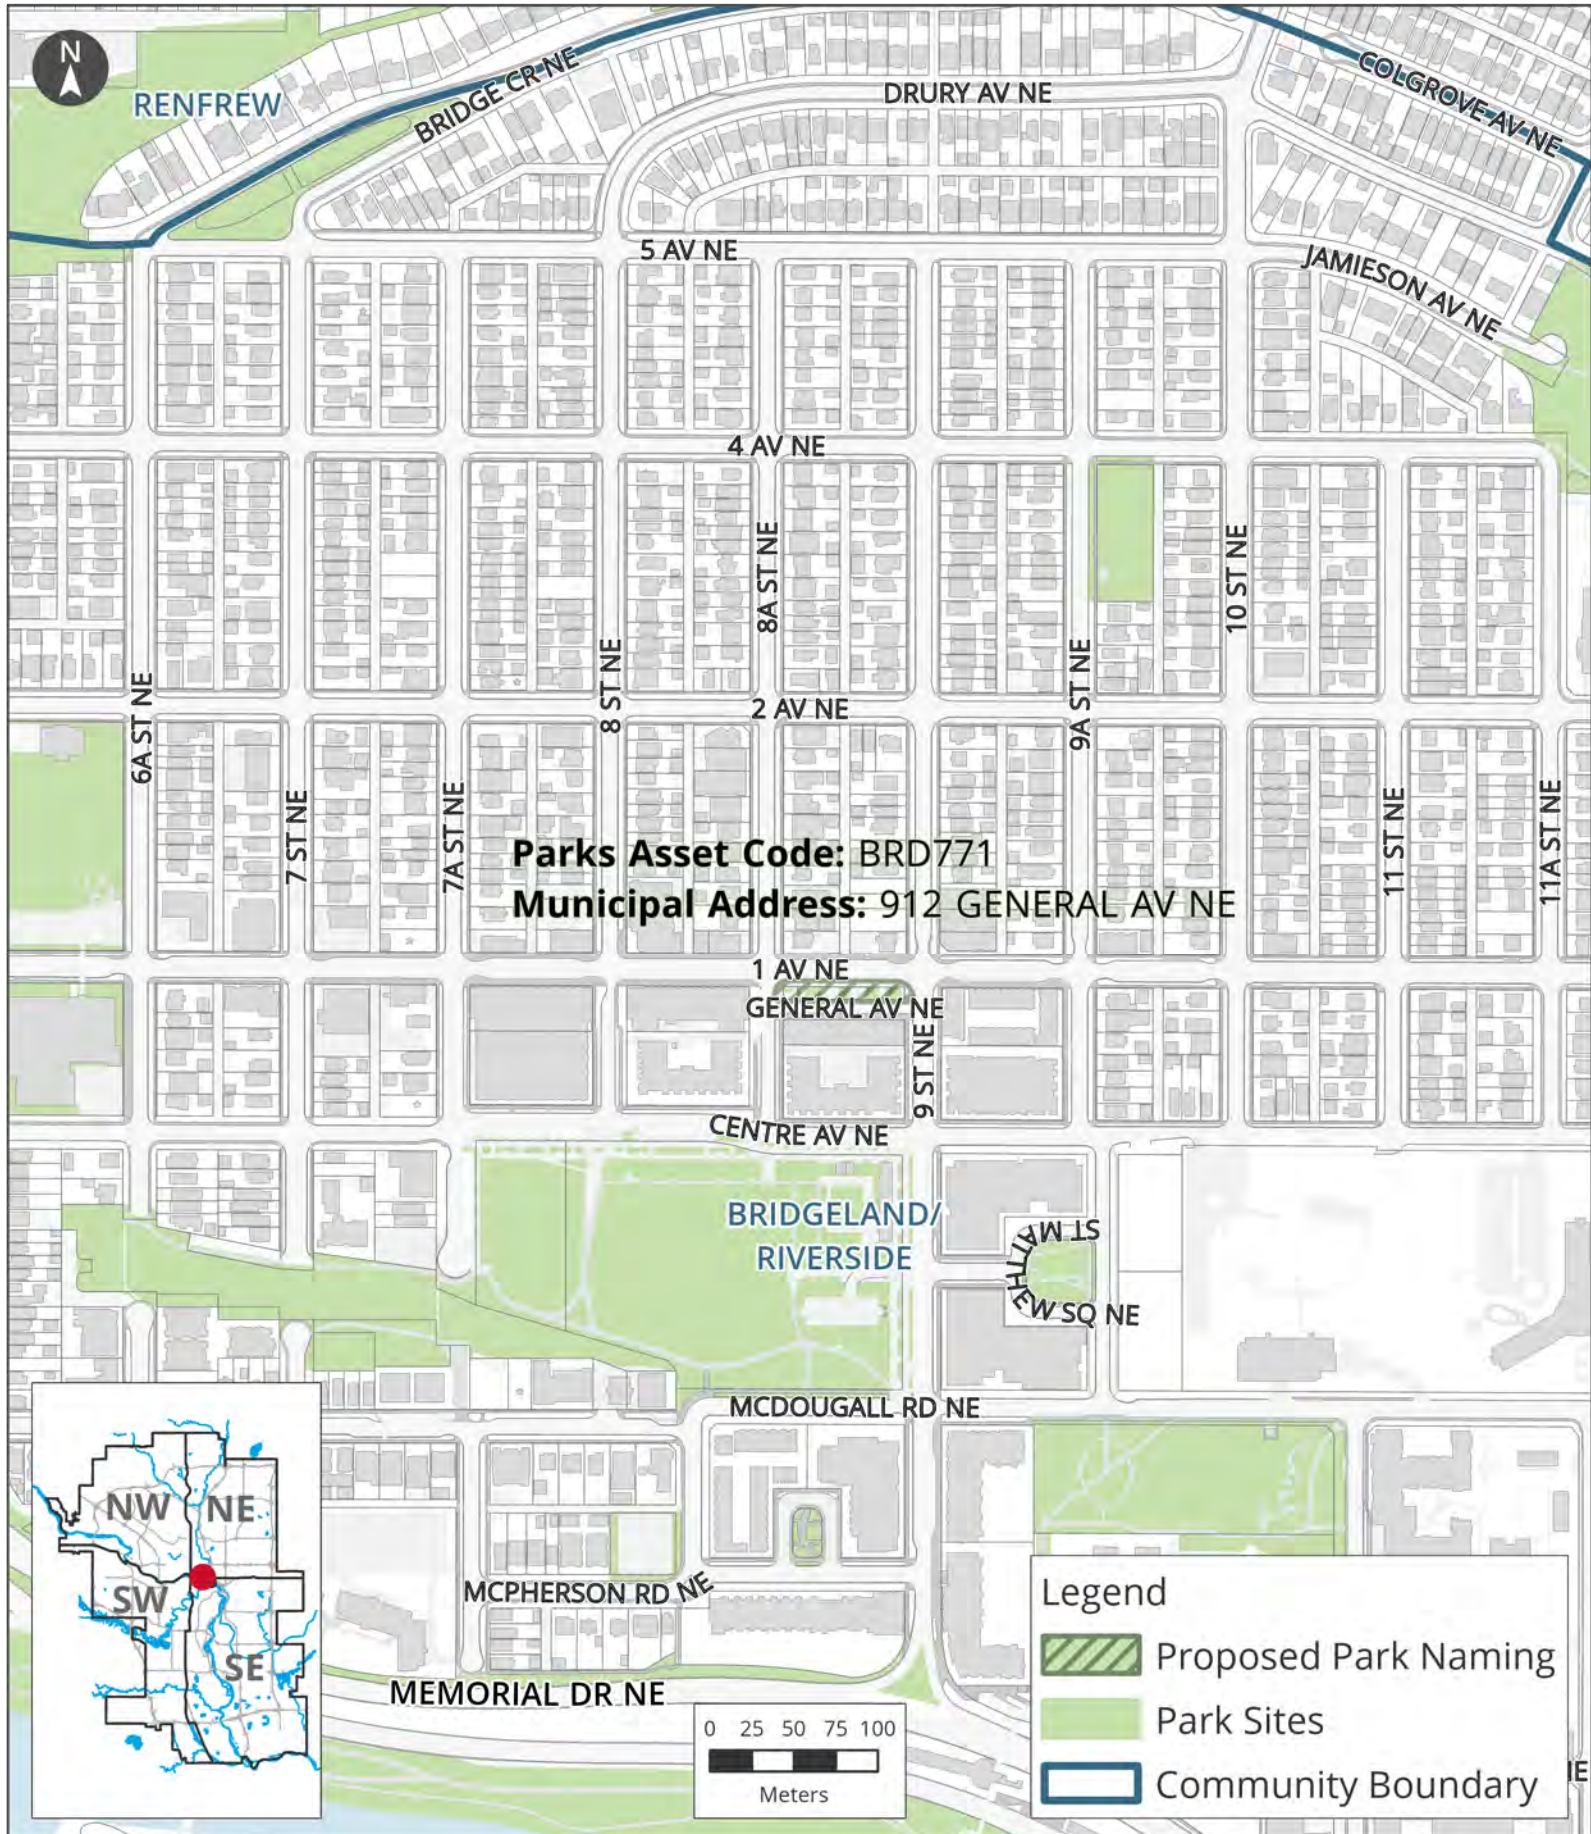 N
RENFREW
BRIDGE CR NE
DRURY AV NE
COLGROVE AV NE
5 AV NE
JAMIESON AV NE
4 AV NE
8A ST NE
10 ST NE
6A ST NE
8 ST NE
9A ST NE
2 AV NE
7 ST NE
7A ST NE
11 ST NE
11A ST NE
Parks Asset Code: BRD771
Municipal Address: 912 GENERAL AV NE
1 AV NE
GENERAL AV NE
9 ST NE
CENTRE AV NE
BRIDGELAND/
RIVERSIDE
ST MATTHEW SQ NE
MCDOUGALL RD NE
MCPHERSON RD NE
MEMORIAL DR NE
NW NE
SW
SE
0 25 50 75 100
Meters
Legend
Proposed Park Naming
Park Sites
Community Boundary